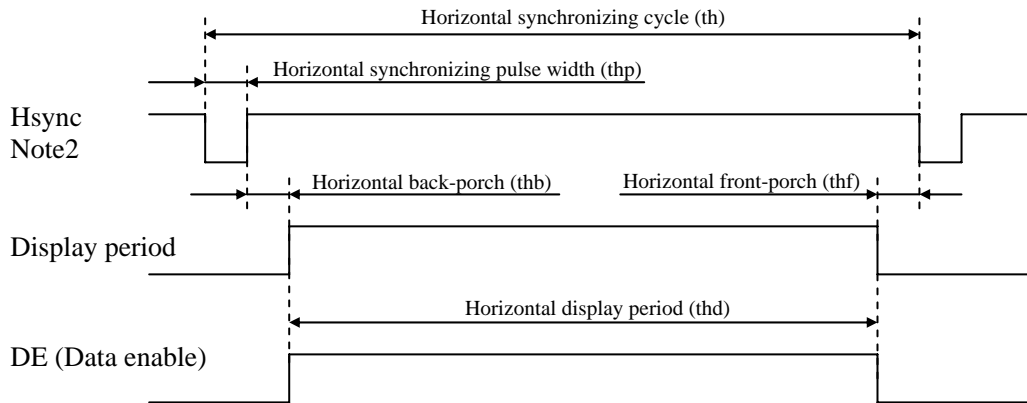 Horizontal synchronizing cycle (th)
Horizontal synchronizing pulse width (thp)
Hsync
Note2
Horizontal back-porch (thb)
Horizontal front-porch (thf)
Display period
Horizontal display period (thd)
DE (Data enable)